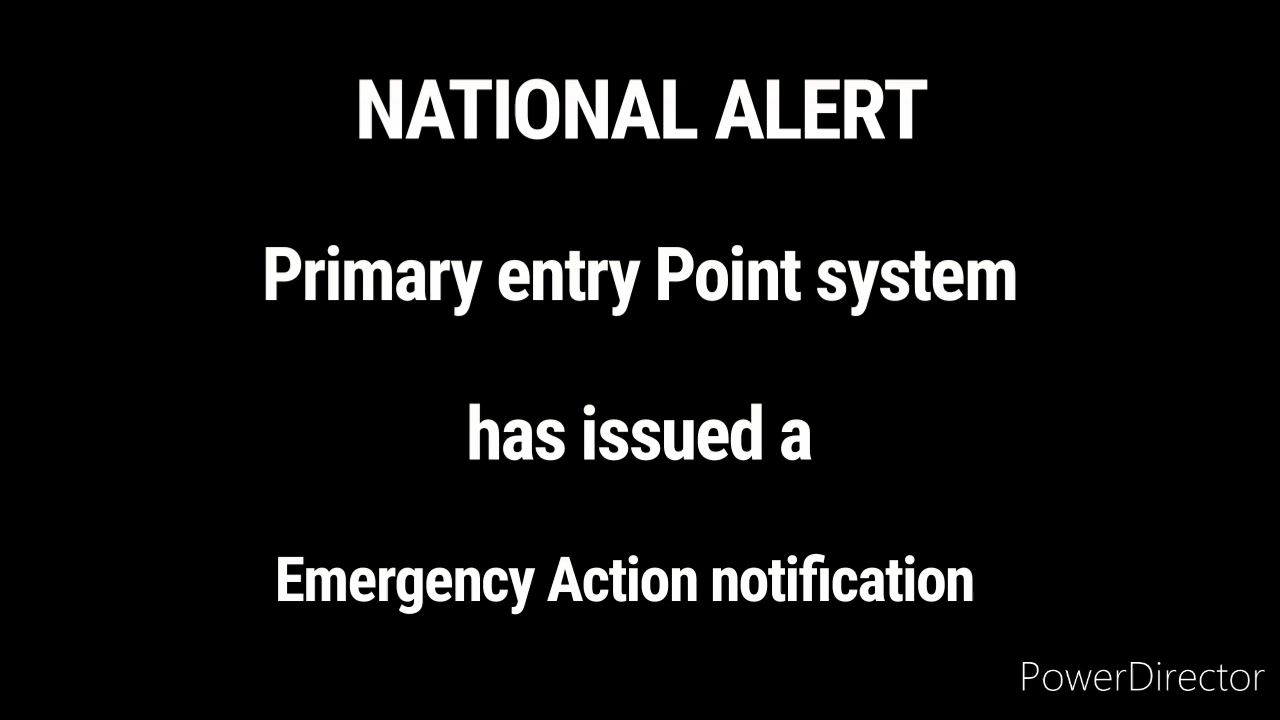 NATIONAL ALERT
Primary entry Point system
has issued a
Emergency Action notification
PowerDirector